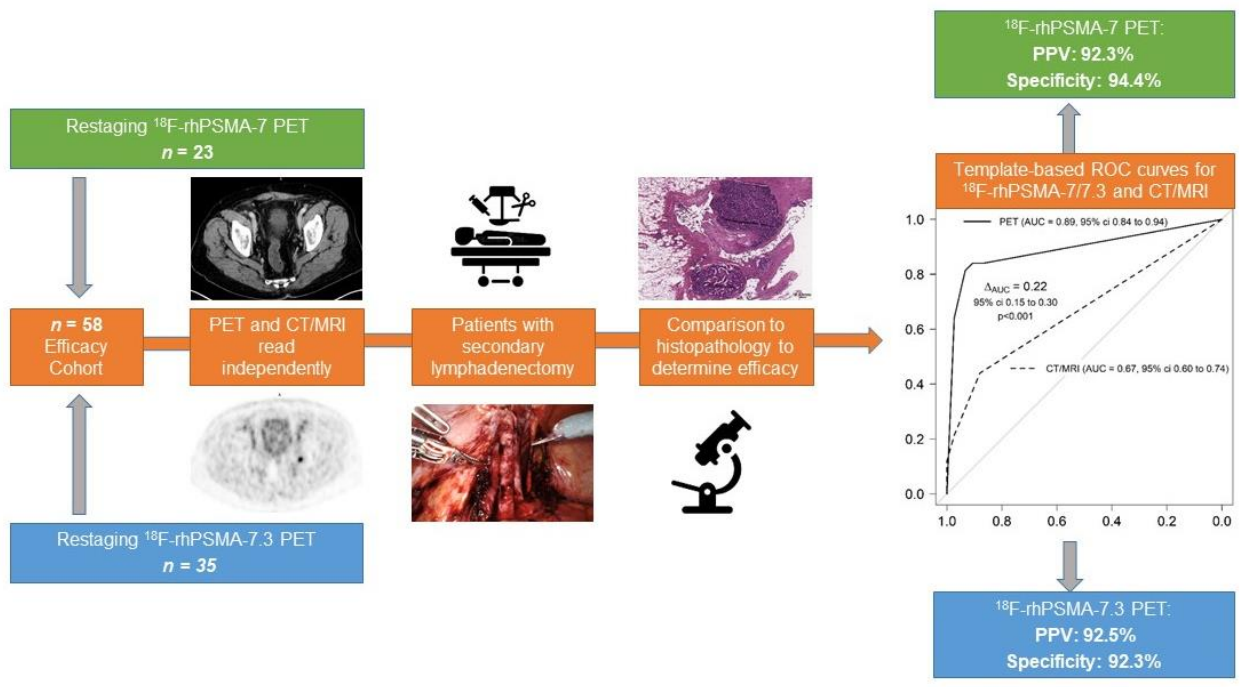 Restaging ¹⁸F-rhPSMA-7 PET
n = 23
n = 58
Efficacy
Cohort
PET and CT/MRI
read
independently
Patients with
secondary
lymphadenectomy
Comparison to
histopathology to
determine efficacy
Restaging ¹⁸F-rhPSMA-7.3 PET
n = 35
¹⁸F-rhPSMA-7 PET:
PPV: 92.3%
Specificity: 94.4%
Template-based ROC curves for
¹⁸F-rhPSMA-7/7.3 and CT/MRI
PET (AUC = 0.89, 95% ci 0.84 to 0.94)
ΔAUC = 0.22
95% ci 0.15 to 0.30
p<0.001
CT/MRI (AUC = 0.67, 95% ci 0.60 to 0.74)
1.0
0.8
0.6
0.4
0.2
0.0
1.0 0.8 0.6 0.4 0.2 0.0
¹⁸F-rhPSMA-7.3 PET:
PPV: 92.5%
Specificity: 92.3%